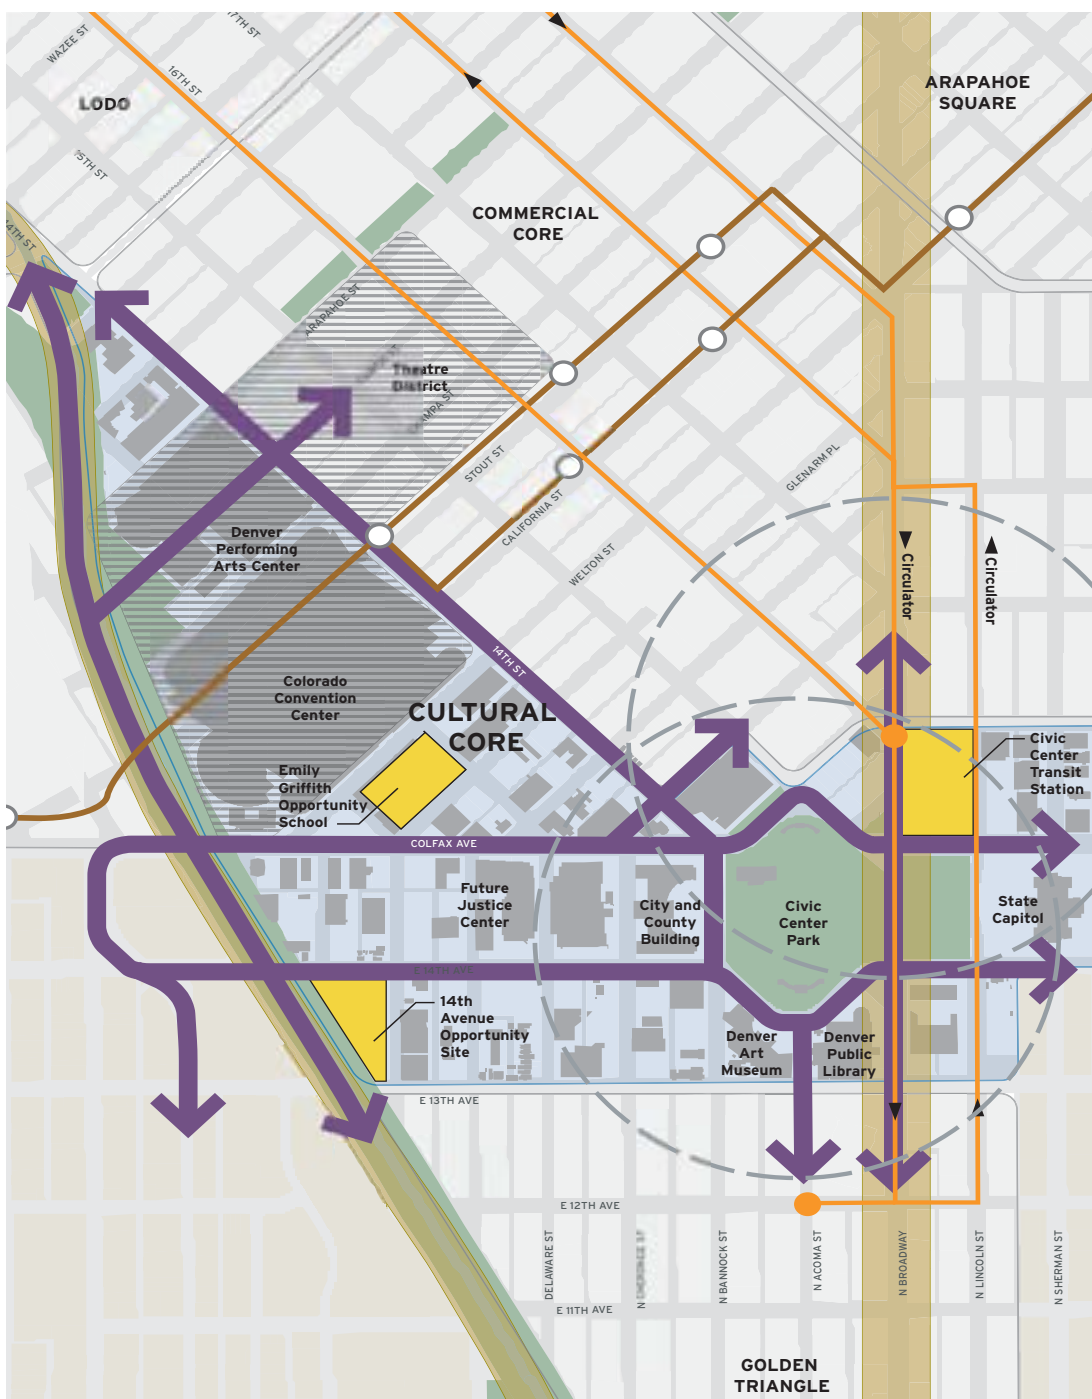 WAZEE ST
17TH ST
16TH ST
LODO
15TH ST
14TH ST
ARAPAHOE
SQUARE
COMMERCIAL
CORE
ARAPAHOE ST
Theatre
District
CHAMPA ST
STOUT ST
CALIFORNIA ST
WELTON ST
GLENARM PL
Denver
Performing
Arts Center
Circulator
Circulator
14TH ST
Colorado
Convention
Center
CULTURAL
CORE
Emily
Griffith
Opportunity
School
Civic
Center
Transit
Station
COLFAX AVE
Future
Justice
Center
City and
County
Building
Civic
Center
Park
State
Capitol
E 14TH AVE
14th
Avenue
Opportunity
Site
Denver
Art
Museum
Denver
Public
Library
E 13TH AVE
E 12TH AVE
DELAWARE ST
N BANNOCK ST
N ACOMA ST
N BROADWAY
N LINCOLN ST
N SHERMAN ST
E 11TH AVE
GOLDEN
TRIANGLE